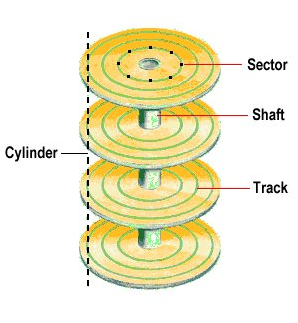 Sector
Shaft
Cylinder
Track